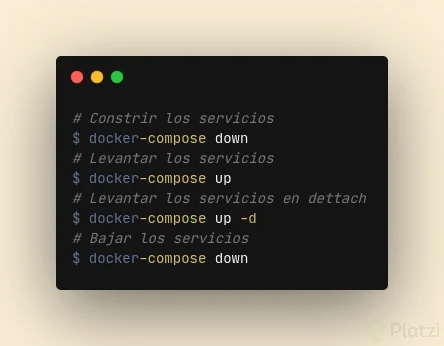 # Constrir los servicios
$ docker-compose down
# Levantar los servicios
$ docker-compose up
# Levantar los servicios en dettach
$ docker-compose up -d
# Bajar los servicios
$ docker-compose down
Platzi